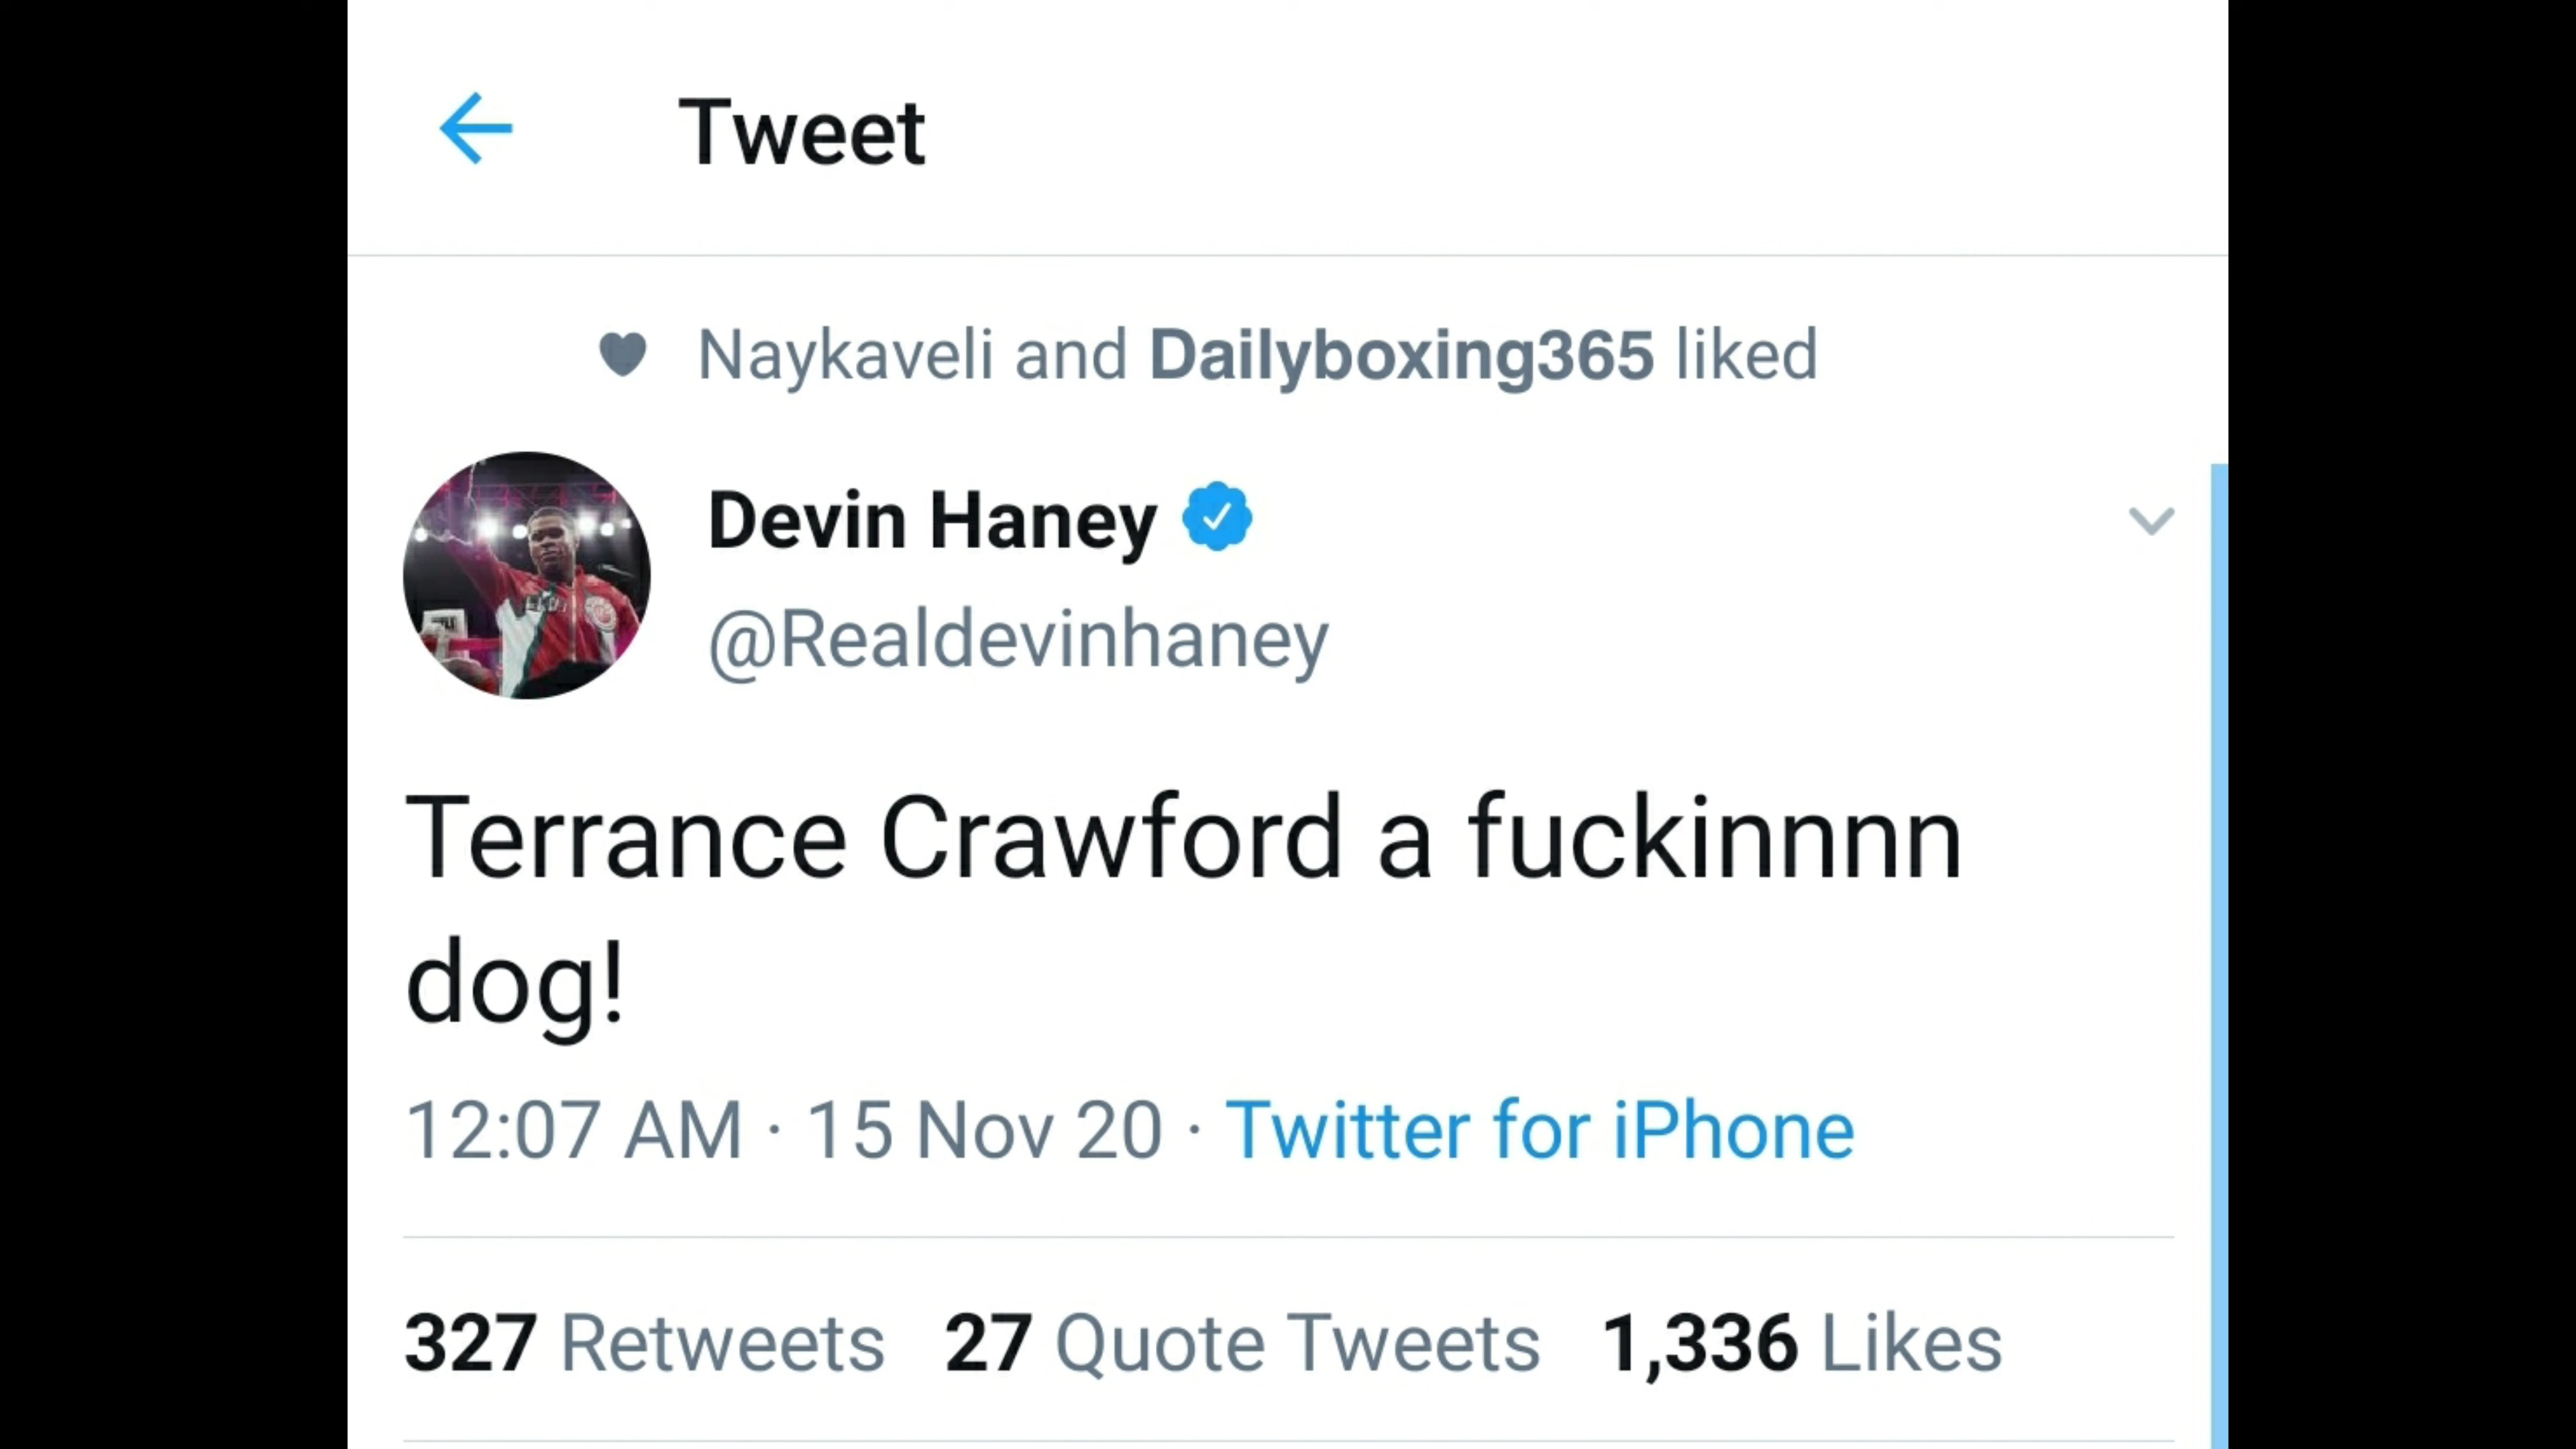 Tweet
Naykaveli and Dailyboxing365 liked
Devin Haney
@Realdevinhaney
Terrance Crawford a fuckinnnn
dog!
12:07 AM · 15 Nov 20 · Twitter for iPhone
327 Retweets 27 Quote Tweets 1,336 Likes